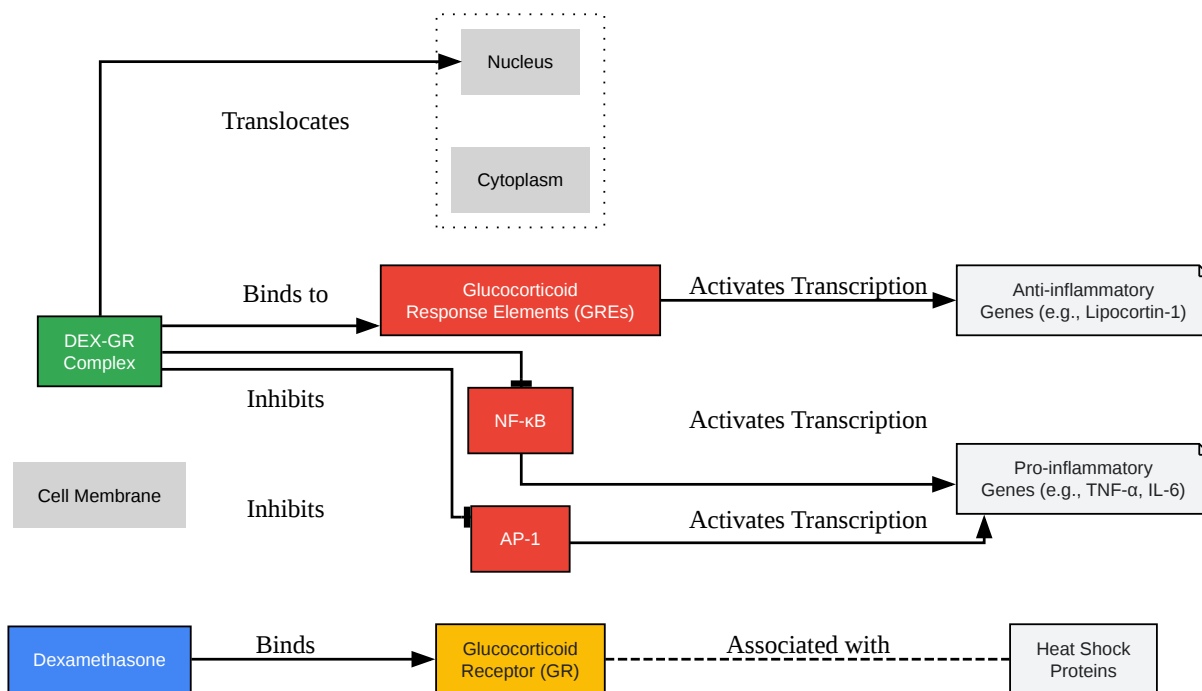 Nucleus
Translocates
Cytoplasm
Binds to
Glucocorticoid
Response Elements (GREs)
Activates Transcription
Anti-inflammatory
Genes (e.g., Lipocortin-1)
DEX-GR
Complex
Inhibits
NF-κB
Activates Transcription
Pro-inflammatory
Genes (e.g., TNF-α, IL-6)
Cell Membrane
Inhibits
AP-1
Activates Transcription
Dexamethasone
Binds
Glucocorticoid
Receptor (GR)
Associated with
Heat Shock
Proteins